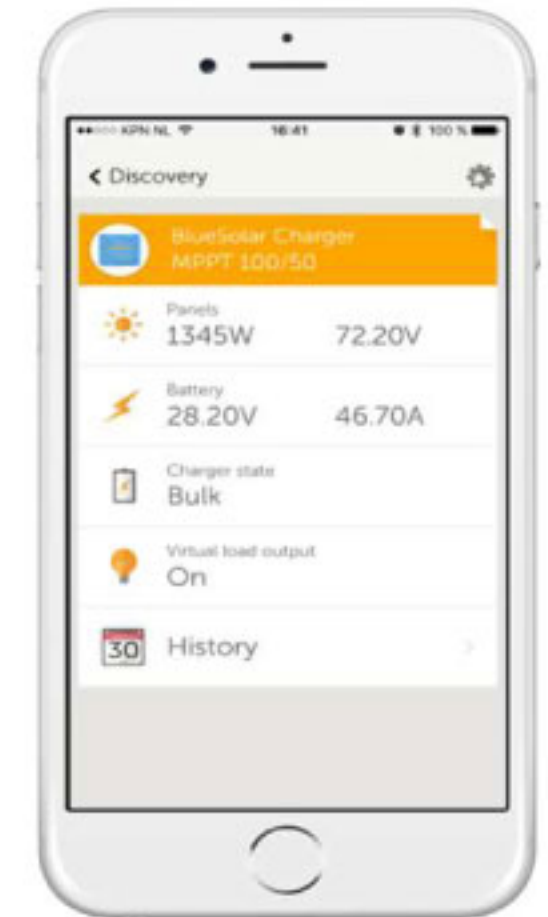 KPN NL 16:41 100 %
Discovery
BlueSolar Charger
MPPT 100/50
Panels
1345W 72.20V
Battery
28.20V 46.70A
Charger state
Bulk
Virtual load output
On
30 History